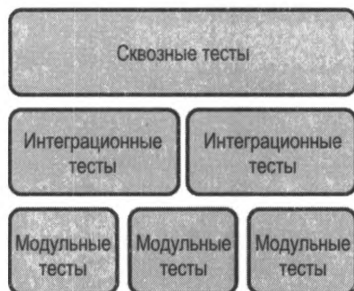 Сквозные тесты
Интеграционные Интеграционные
тесты тесты
Модульные Модульные Модульные
тесты тесты тесты